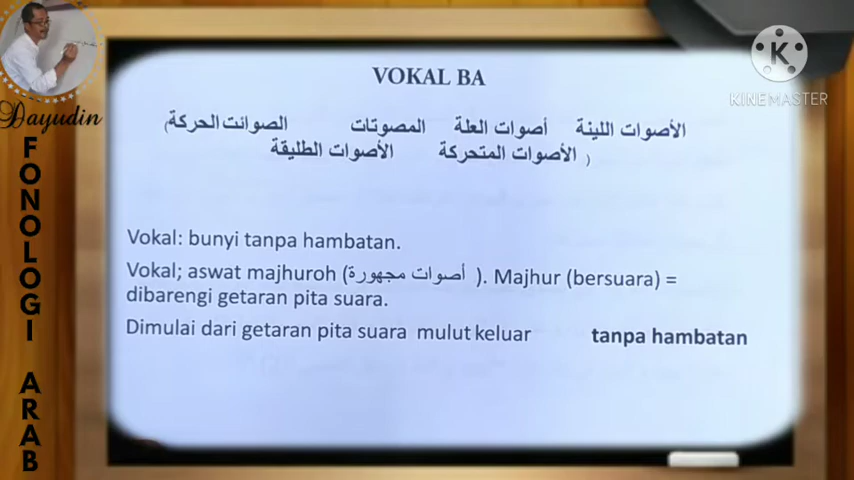 VOKAL BA
الأصوات اللينة أصوات العلة المصوتات الصوائت الحركة(
) الأصوات المتحركة الأصوات الطليقة
Vokal: bunyi tanpa hambatan.
Vokal; aswat majhuroh (أصوات مجهورة ). Majhur (bersuara) =
dibarengi getaran pita suara.
Dimulai dari getaran pita suara mulut keluar tanpa hambatan
Dayudin
FONOLOGI ARAB
K
KINEMASTER